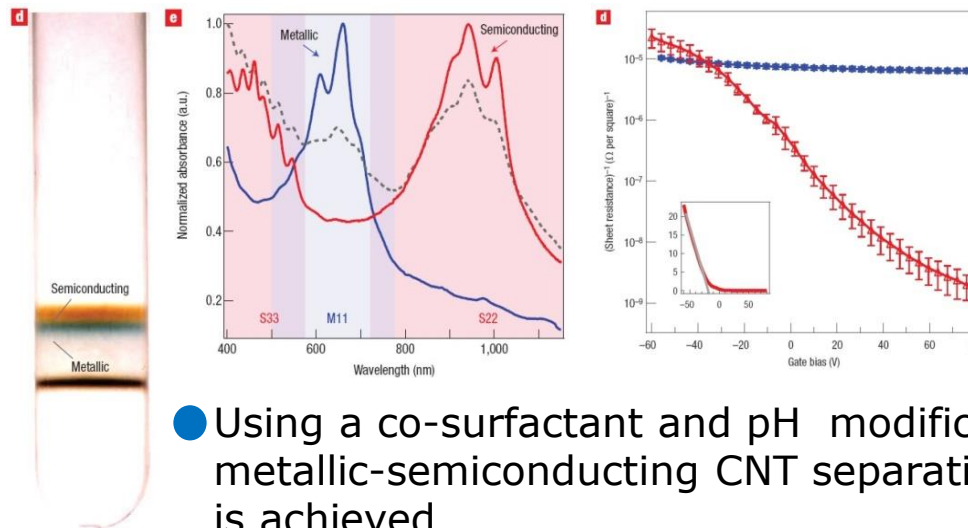 d
Semiconducting
Metallic
e
Normalized absorbance (a.u.)
1.0
0.8
0.6
0.4
0.2
Metallic
Semiconducting
S33
M11
S22
400
600
800
1,000
Wavelength (nm)
d
(Sheet resistance)⁻¹ (Ω per square)⁻¹
10⁻⁵
10⁻⁶
10⁻⁷
10⁻⁸
10⁻⁹
20
15
10
5
0
−50
0
50
−60
−40
−20
0
20
40
60
80
Gate bias (V)
Using a co-surfactant and pH modific
metallic-semiconducting CNT separati
is achieved